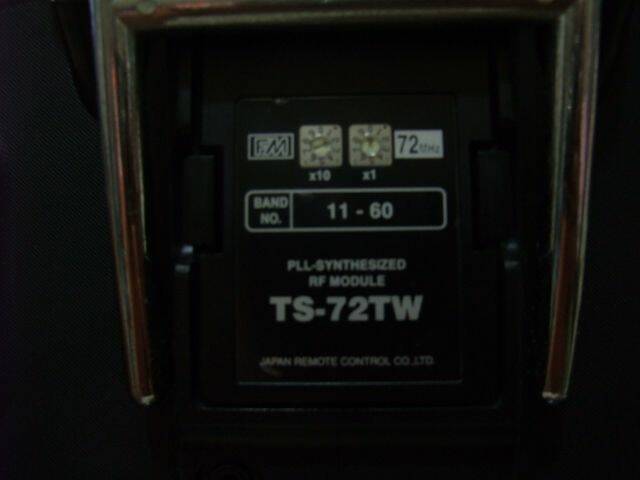 FM 72MHz
x10 x1
BAND NO. 11 - 60
PLL-SYNTHESIZED
RF MODULE
TS-72TW
JAPAN REMOTE CONTROL CO.,LTD.